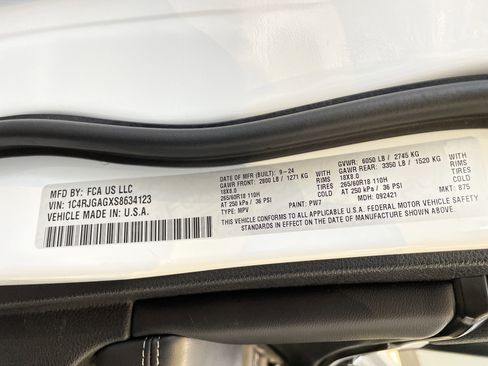 MFD BY: FCA US LLC
VIN: 1C4RJGAGXS8634123
VEHICLE MADE IN: U.S.A.
DATE OF MFR (BUILT): 9-24
GAWR FRONT: 2800 LB / 1271 KG
18X8.0
265/60R18 110H
AT 250 kPa / 36 PSI
TYPE: MPV
WITH
RIMS
TIRES
COLD
PAINT: PW7
MDH: 092421
GVWR: 6050 LB / 2745 KG
GAWR REAR: 3350 LB / 1520 KG
18X8.0
265/60R18 110H
AT 250 kPa / 36 PSI
WITH
RIMS
TIRES
COLD
MKT: 875
THIS VEHICLE CONFORMS TO ALL APPLICABLE U.S.A. FEDERAL MOTOR VEHICLE SAFETY
STANDARDS IN EFFECT ON THE DATE OF MANUFACTURE SHOWN ABOVE.